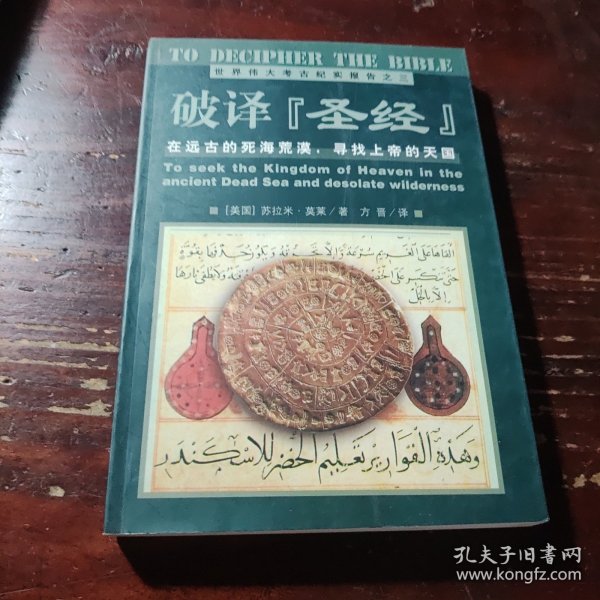 TO DECIPHER THE BIBLE
世界伟大考古纪实报告之三
破译『圣经』
在远古的死海荒漠，寻找上帝的天国
To seek the Kingdom of Heaven in the
ancient Dead Sea and desolate wilderness
■ [美国] 苏拉米·莫莱／著 方晋／译 ■
وهذه القوارير تعليم الخضر للاسكندر
孔夫子旧书网
www.kongfz.com